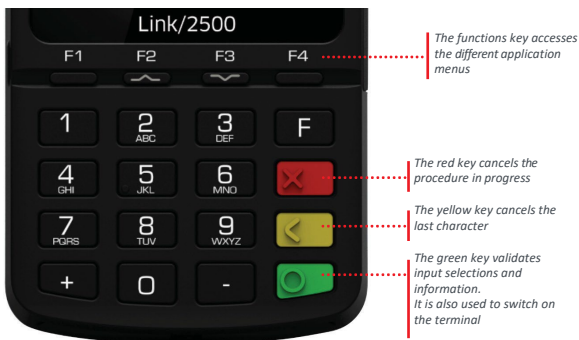 Link/2500
F1 F2 F3 F4
The functions key accesses
the different application
menus
1 2 ABC 3 DEF F
4 GHI 5 JKL 6 MNO X
The red key cancels the
procedure in progress
7 PQRS 8 TUV 9 WXYZ <
The yellow key cancels the
last character
+ 0 - O
The green key validates
input selections and
information.
It is also used to switch on
the terminal